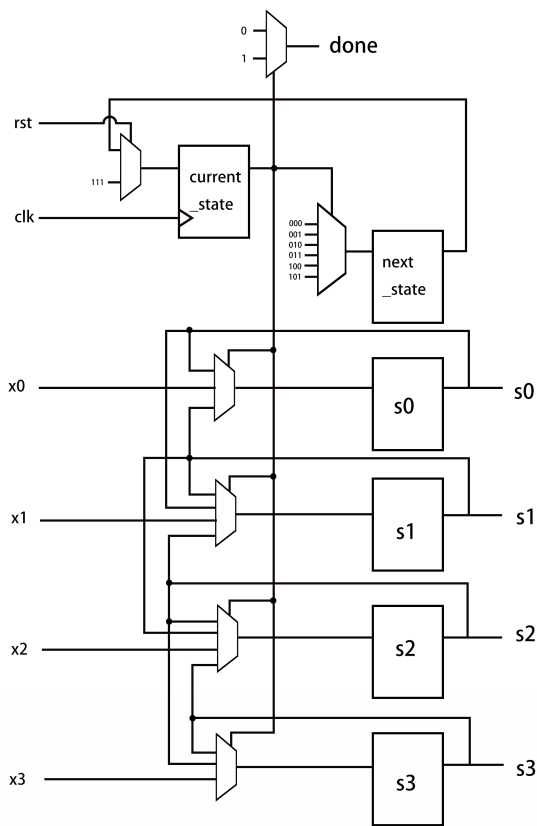 0
1
done
rst
111
current
_state
clk
000
001
010
011
100
101
next
_state
x0
s0
s0
x1
s1
s1
x2
s2
s2
x3
s3
s3